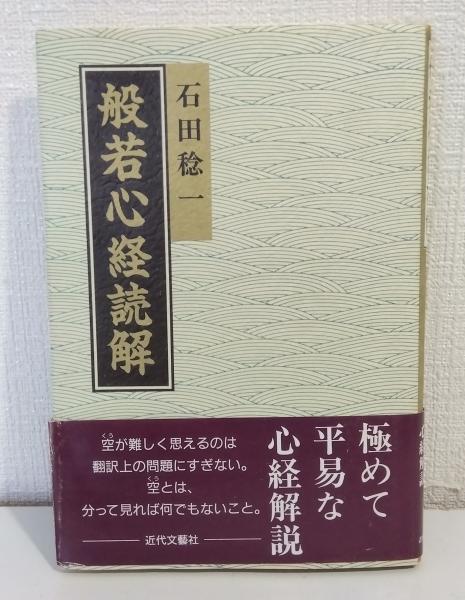 石田稔一
般若心経読解
極めて
平易な
心経解説
空が難しく思えるのは
翻訳上の問題にすぎない。
空とは、
分って見れば何でもないこと。
近代文藝社